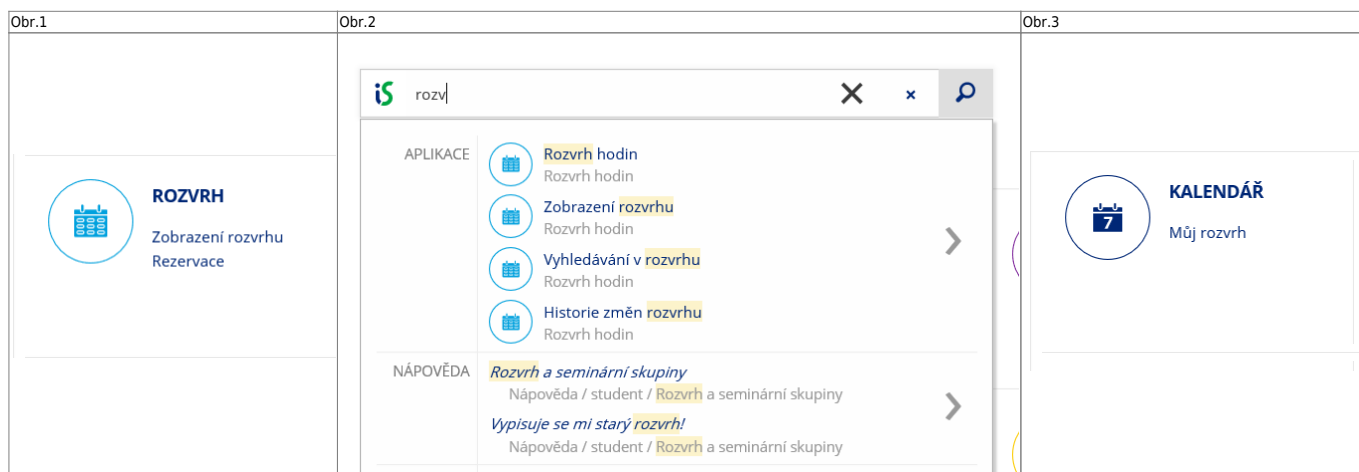 Obr.1
Obr.2
Obr.3
ROZVRH
Zobrazení rozvrhu
Rezervace
iS rozv
APLIKACE
Rozvrh hodin
Rozvrh hodin
Zobrazení rozvrhu
Rozvrh hodin
Vyhledávání v rozvrhu
Rozvrh hodin
Historie změn rozvrhu
Rozvrh hodin
NÁPOVĚDA
Rozvrh a seminární skupiny
Nápověda / student / Rozvrh a seminární skupiny
Vypisuje se mi starý rozvrh!
Nápověda / student / Rozvrh a seminární skupiny
7
KALENDÁŘ
Můj rozvrh